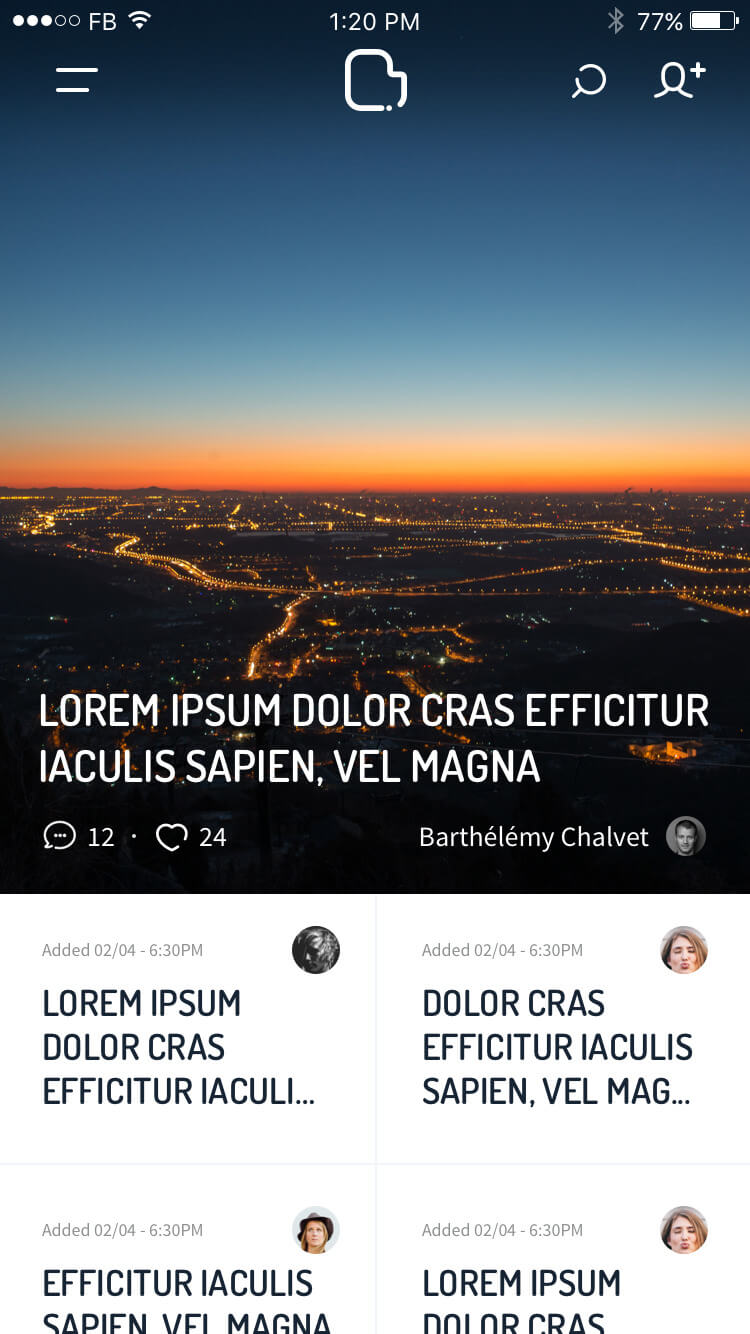 FB 1:20 PM 77%
LOREM IPSUM DOLOR CRAS EFFICITUR
IACULIS SAPIEN, VEL MAGNA
12 · 24 Barthélémy Chalvet
Added 02/04 - 6:30PM
LOREM IPSUM
DOLOR CRAS
EFFICITUR IACULI...
Added 02/04 - 6:30PM
DOLOR CRAS
EFFICITUR IACULIS
SAPIEN, VEL MAG...
Added 02/04 - 6:30PM
EFFICITUR IACULIS
SAPIEN, VEL MAGNA
Added 02/04 - 6:30PM
LOREM IPSUM
DOLOR CRAS